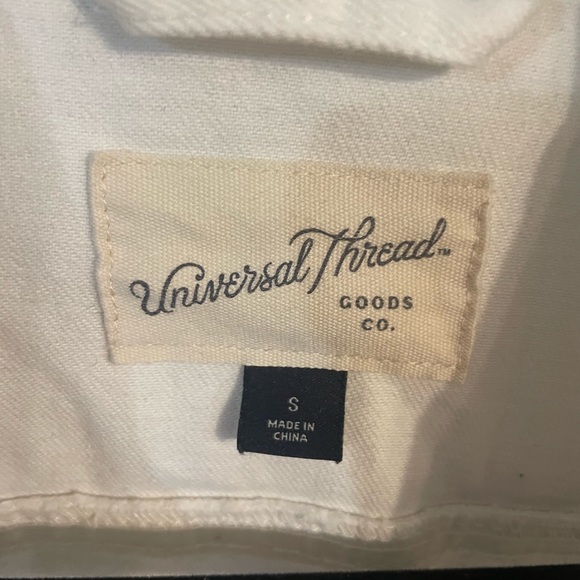 Universal Thread™
GOODS
CO.
S
MADE IN
CHINA